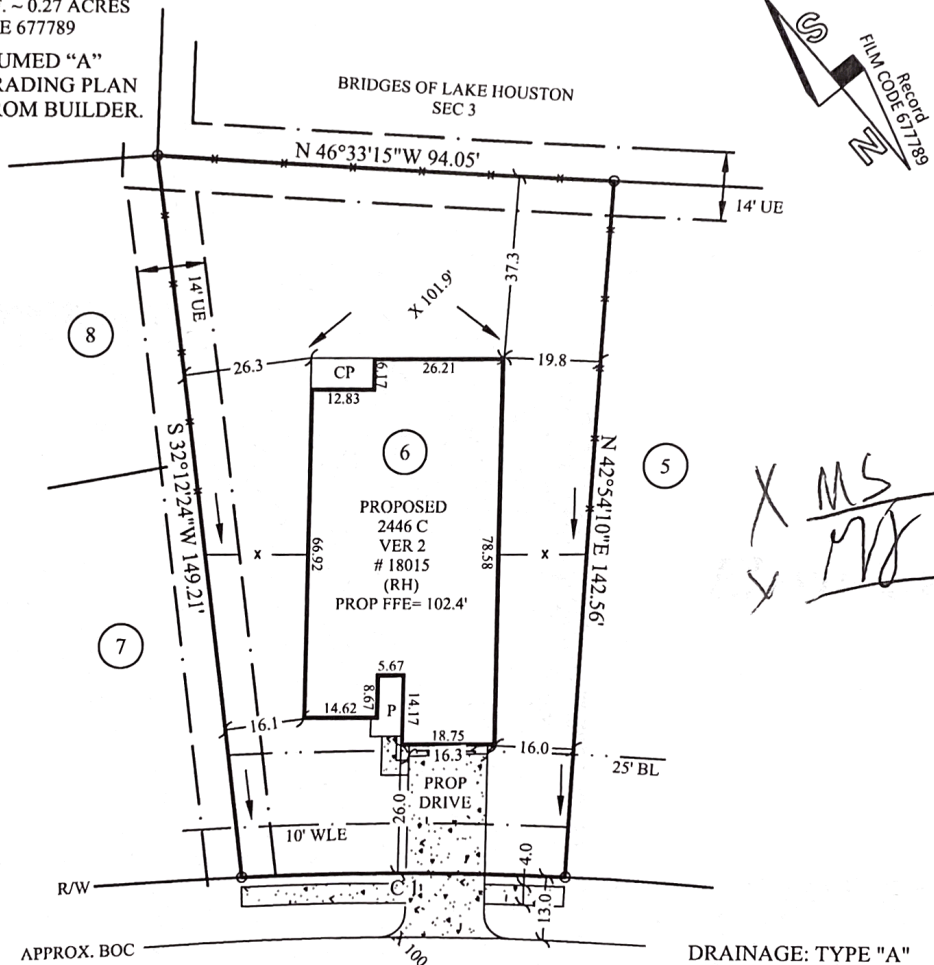 . ~ 0.27 ACRES
E 677789
UMED “A”
RADING PLAN
ROM BUILDER.
BRIDGES OF LAKE HOUSTON
SEC 3
S
N
Record
FILM CODE 677789
N 46°33'15"W 94.05'
14' UE
14' UE
37.3
X 101.9'
8
26.3
CP
6.17
26.21
19.8
12.83
6
5
S 32°12'24"W 149.21'
N 42°54'10"E 142.56'
PROPOSED
2446 C
VER 2
# 18015
(RH)
PROP FFE= 102.4'
66.92
78.58
x
x
X MS
X
7
5.67
8.67
P
14.17
14.62
16.1
18.75
16.3
16.0
25' BL
PROP
DRIVE
26.0
10' WLE
4.0
R/W
C 1
13.0
APPROX. BOC
X 100
DRAINAGE: TYPE "A"